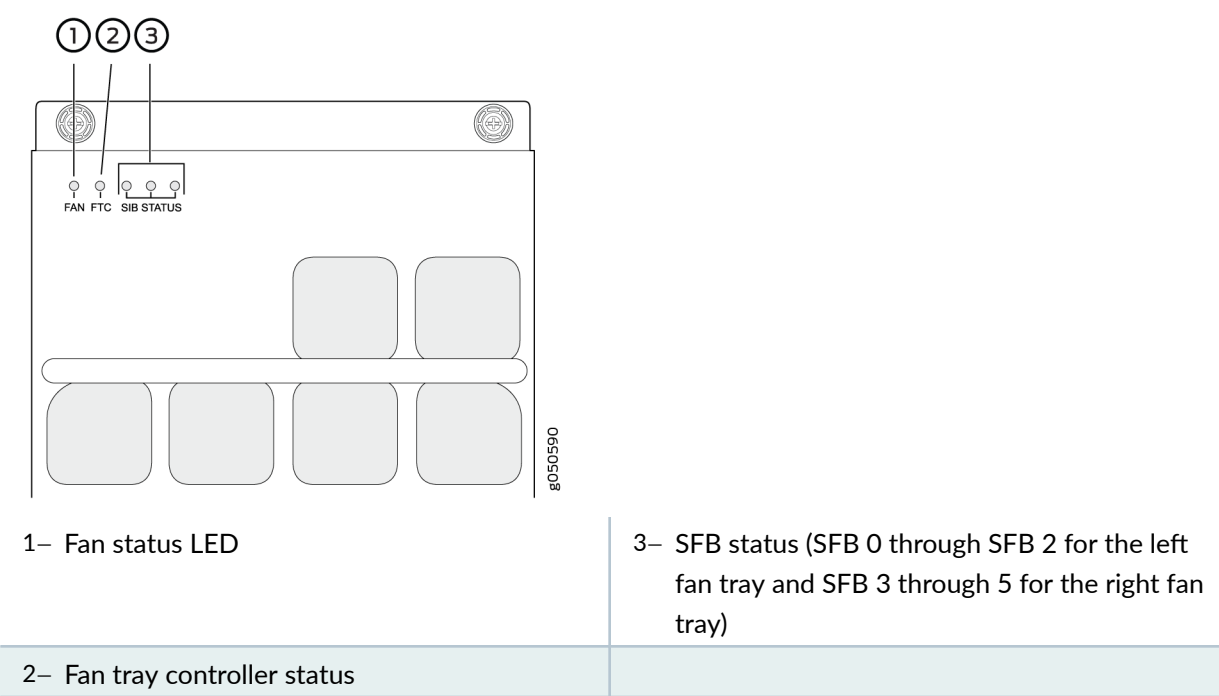 1 2 3
FAN FTC SIB STATUS
g050590
1– Fan status LED
3– SFB status (SFB 0 through SFB 2 for the left
fan tray and SFB 3 through 5 for the right fan
tray)
2– Fan tray controller status